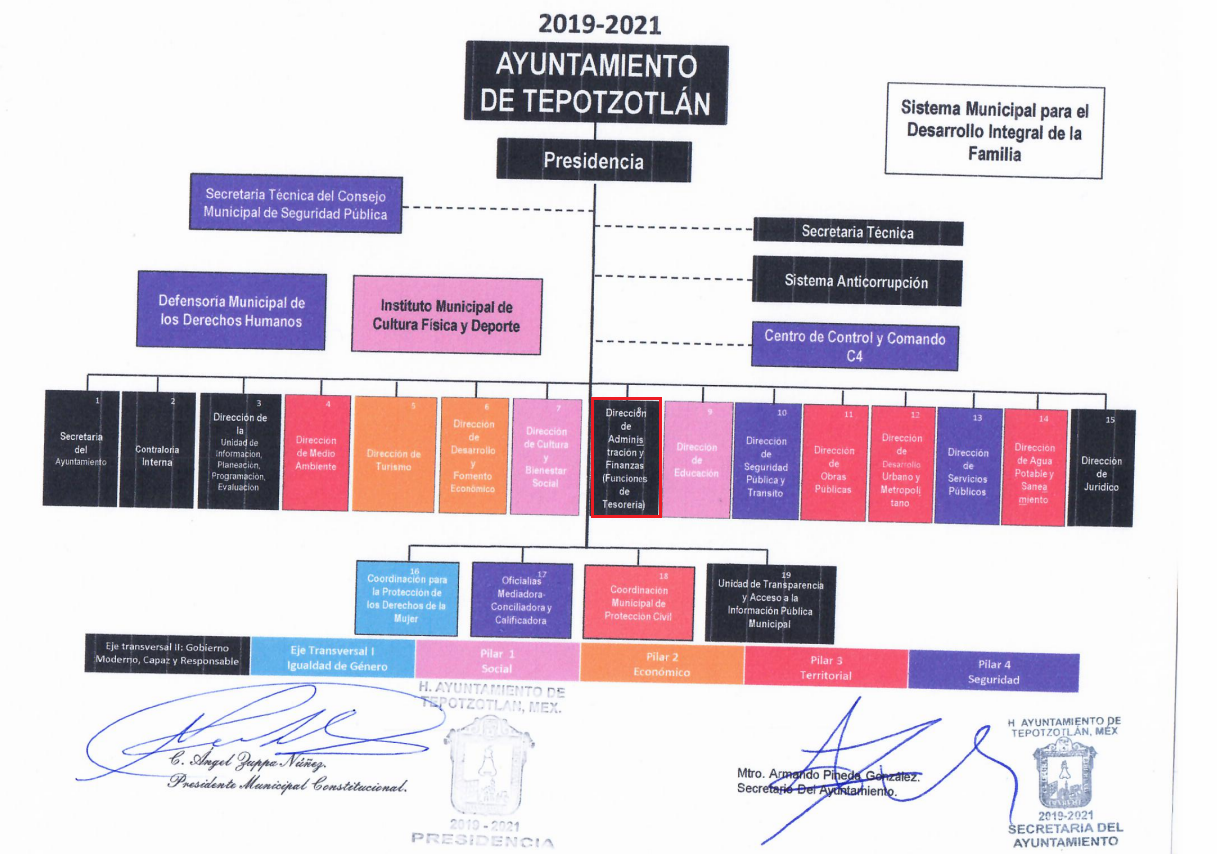 2019-2021
AYUNTAMIENTO
DE TEPOTZOTLÁN
Sistema Municipal para el
Desarrollo Integral de la
Familia
Presidencia
Secretaria Técnica del Consejo
Municipal de Seguridad Pública
Secretaria Técnica
Sistema Anticorrupción
Defensoria Municipal de
los Derechos Humanos
Instituto Municipal de
Cultura Física y Deporte
Centro de Control y Comando
C4
1
Secretaria
del
Ayuntamiento
2
Contraloria
Interna
3
Dirección de
la
Unidad de
Informacion,
Planeación,
Programación,
Evaluacion
4
Dirección
de Medio
Ambiente
5
Dirección de
Turismo
6
Dirección
de
Desarrollo
y
Fomento
Económico
7
Dirección
de Cultura
y
Bienestar
Social
8
Dirección
de
Adminis
tración y
Finanzas
(Funciones
de
Tesorería)
9
Dirección
de
Educación
10
Dirección
de
Seguridad
Pública y
Transito
11
Dirección
de
Obras
Públicas
12
Dirección
de
Desarrollo
Urbano y
Metropoli
tano
13
Dirección
de
Servicios
Públicos
14
Dirección
de Agua
Potable y
Sanea
miento
15
Dirección
de
Jurídico
16
Coordinación para
la Protección de
los Derechos de la
Mujer
17
Oficialias
Mediadora-
Conciliadora y
Calificadora
18
Coordinación
Municipal de
Protección Civil
19
Unidad de Transparencia
y Acceso a la
Información Pública
Municipal
Eje transversal II: Gobierno
Moderno, Capaz y Responsable
Eje Transversal I
Igualdad de Género
Pilar 1
Social
Pilar 2
Económico
Pilar 3
Territorial
Pilar 4
Seguridad
H. AYUNTAMIENTO DE
TEPOTZOTLAN, MEX.
2019 - 2021
PRESIDENCIA
C. Ángel Zuppa Núñez.
Presidente Municipal Constitucional.
Mtro. Armando Pineda González.
Secretario Del Ayuntamiento.
H AYUNTAMIENTO DE
TEPOTZOTLÁN, MÉX
2019-2021
SECRETARIA DEL
AYUNTAMIENTO